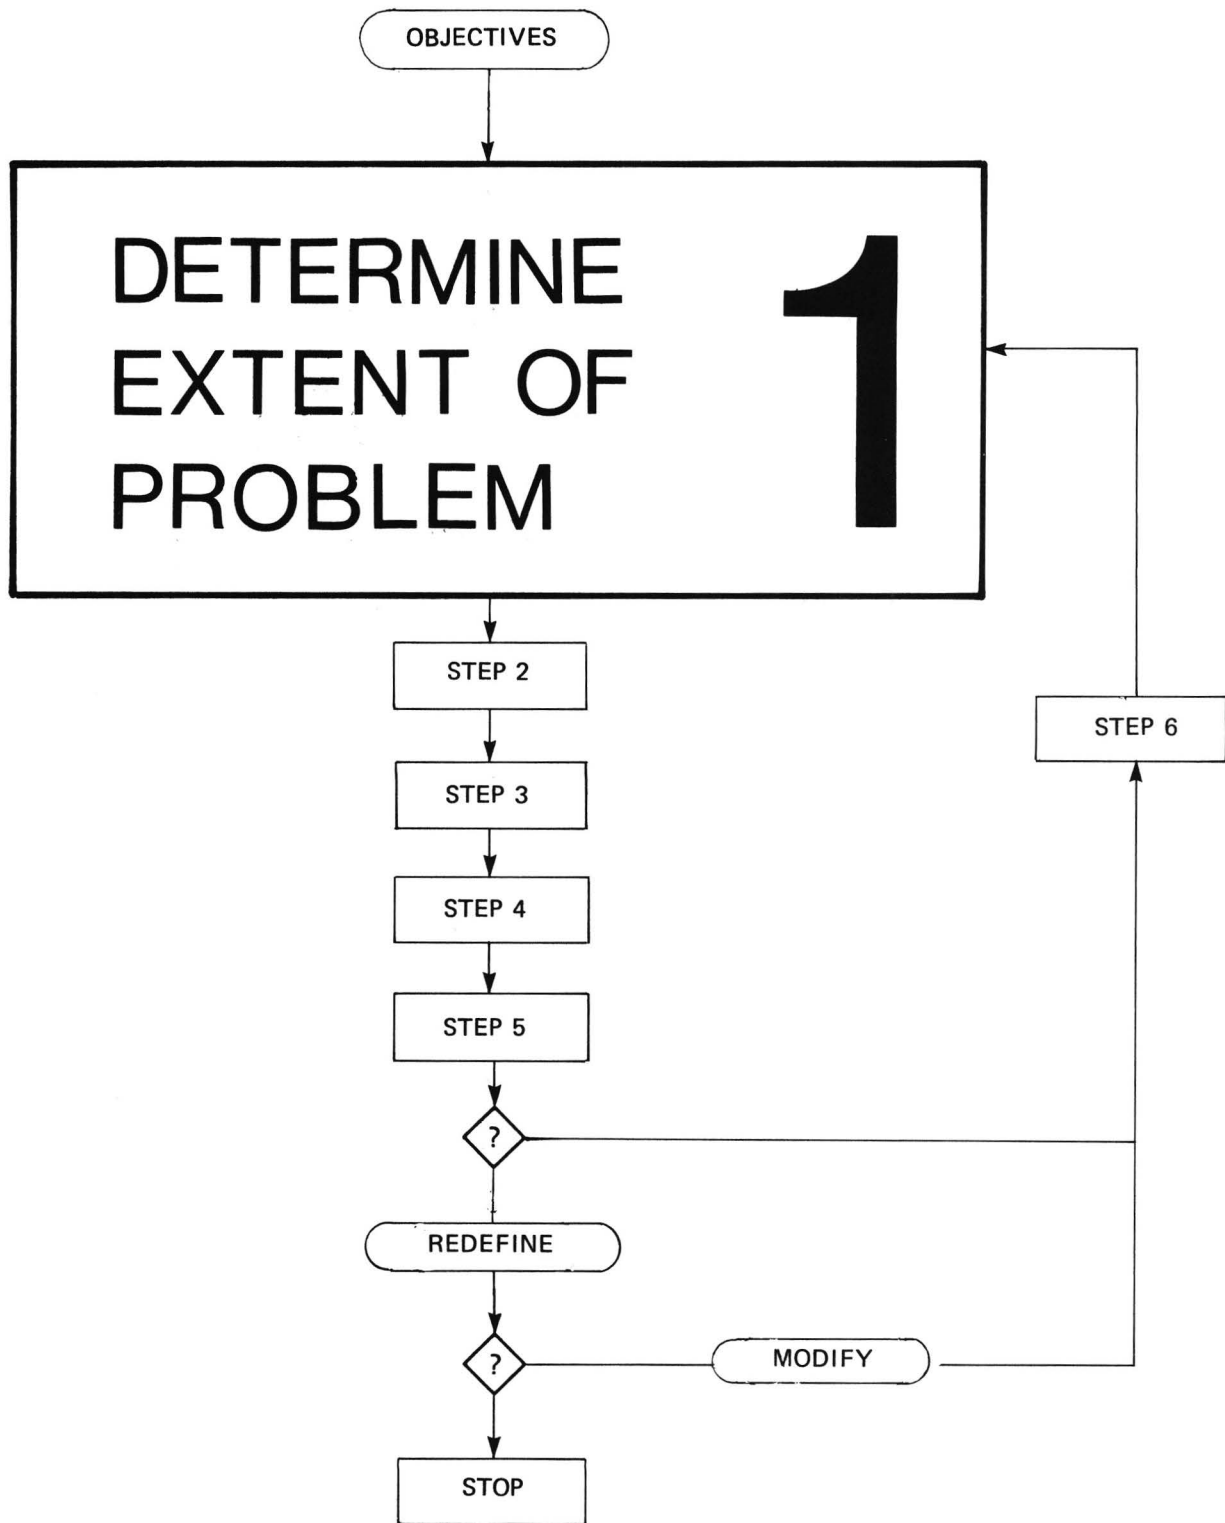 OBJECTIVES
DETERMINE
EXTENT OF
PROBLEM
1
STEP 2
STEP 6
STEP 3
STEP 4
STEP 5
?
REDEFINE
?
MODIFY
STOP